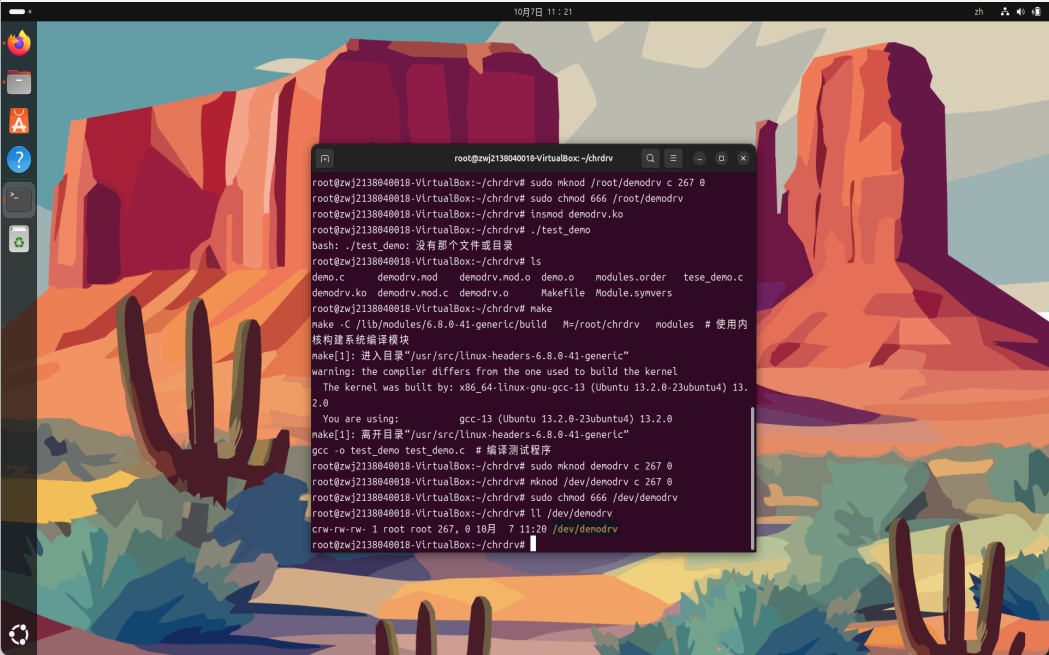 10月7日 11：21
zh
root@zwj2138040018-VirtualBox: ~/chrdrv
root@zwj2138040018-VirtualBox:~/chrdrv# sudo mknod /root/demodrv c 267 0
root@zwj2138040018-VirtualBox:~/chrdrv# sudo chmod 666 /root/demodrv
root@zwj2138040018-VirtualBox:~/chrdrv# insmod demodrv.ko
root@zwj2138040018-VirtualBox:~/chrdrv# ./test_demo
bash: ./test_demo: 没有那个文件或目录
root@zwj2138040018-VirtualBox:~/chrdrv# ls
demo.c demodrv.mod demodrv.mod.o demo.o modules.order tese_demo.c
demodrv.ko demodrv.mod.c demodrv.o Makefile Module.symvers
root@zwj2138040018-VirtualBox:~/chrdrv# make
make -C /lib/modules/6.8.0-41-generic/build M=/root/chrdrv modules # 使用内
核构建系统编译模块
make[1]: 进入目录“/usr/src/linux-headers-6.8.0-41-generic”
warning: the compiler differs from the one used to build the kernel
The kernel was built by: x86_64-linux-gnu-gcc-13 (Ubuntu 13.2.0-23ubuntu4) 13.
2.0
You are using: gcc-13 (Ubuntu 13.2.0-23ubuntu4) 13.2.0
make[1]: 离开目录“/usr/src/linux-headers-6.8.0-41-generic”
gcc -o test_demo test_demo.c # 编译测试程序
root@zwj2138040018-VirtualBox:~/chrdrv# sudo mknod demodrv c 267 0
root@zwj2138040018-VirtualBox:~/chrdrv# mknod /dev/demodrv c 267 0
root@zwj2138040018-VirtualBox:~/chrdrv# sudo chmod 666 /dev/demodrv
root@zwj2138040018-VirtualBox:~/chrdrv# ll /dev/demodrv
crw-rw-rw- 1 root root 267, 0 10月 7 11:20 /dev/demodrv
root@zwj2138040018-VirtualBox:~/chrdrv#